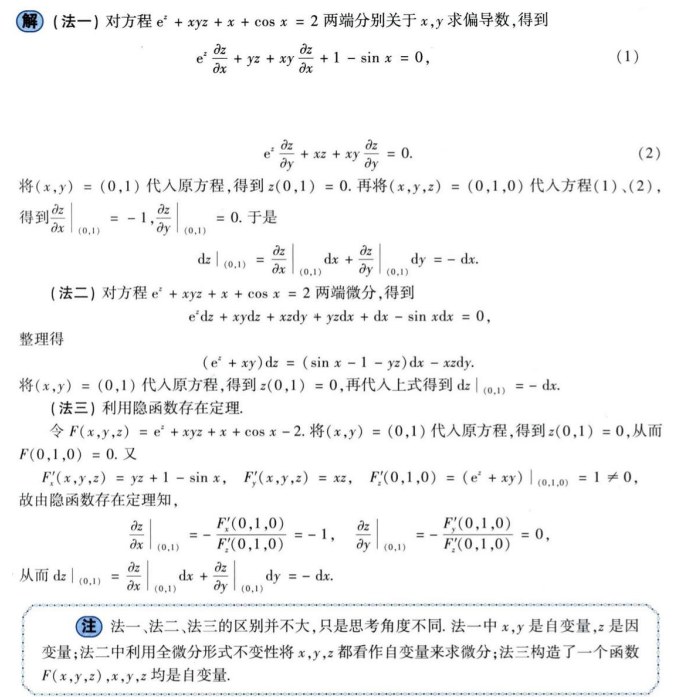 解 (法一) 对方程 e^z + xyz + x + cos x = 2 两端分别关于 x,y 求偏导数,得到
e^z ∂z/∂x + yz + xy ∂z/∂x + 1 − sin x = 0, (1)
e^z ∂z/∂y + xz + xy ∂z/∂y = 0. (2)
将(x,y) = (0,1) 代入原方程,得到 z(0,1) = 0. 再将(x,y,z) = (0,1,0) 代入方程(1)、(2),
得到 ∂z/∂x|(0,1) = − 1, ∂z/∂y|(0,1) = 0. 于是
dz|(0,1) = ∂z/∂x|(0,1) dx + ∂z/∂y|(0,1) dy = − dx.
(法二) 对方程 e^z + xyz + x + cos x = 2 两端微分,得到
e^z dz + xydz + xzdy + yzdx + dx − sin xdx = 0,
整理得
(e^z + xy)dz = (sin x − 1 − yz)dx − xzdy.
将(x,y) = (0,1) 代入原方程,得到 z(0,1) = 0,再代入上式得到 dz|(0,1) = − dx.
(法三) 利用隐函数存在定理.
令 F(x,y,z) = e^z + xyz + x + cos x − 2. 将(x,y) = (0,1) 代入原方程,得到 z(0,1) = 0,从而
F(0,1,0) = 0. 又
F′x(x,y,z) = yz + 1 − sin x, F′y(x,y,z) = xz, F′z(0,1,0) = (e^z + xy)|(0,1,0) = 1 ≠ 0,
故由隐函数存在定理知,
∂z/∂x|(0,1) = − F′x(0,1,0)/F′z(0,1,0) = − 1, ∂z/∂y|(0,1) = − F′y(0,1,0)/F′z(0,1,0) = 0,
从而 dz|(0,1) = ∂z/∂x|(0,1) dx + ∂z/∂y|(0,1) dy = − dx.
注 法一、法二、法三的区别并不大,只是思考角度不同. 法一中 x,y 是自变量,z 是因
变量;法二中利用全微分形式不变性将 x,y,z 都看作自变量来求微分;法三构造了一个函数
F(x,y,z),x,y,z 均是自变量.